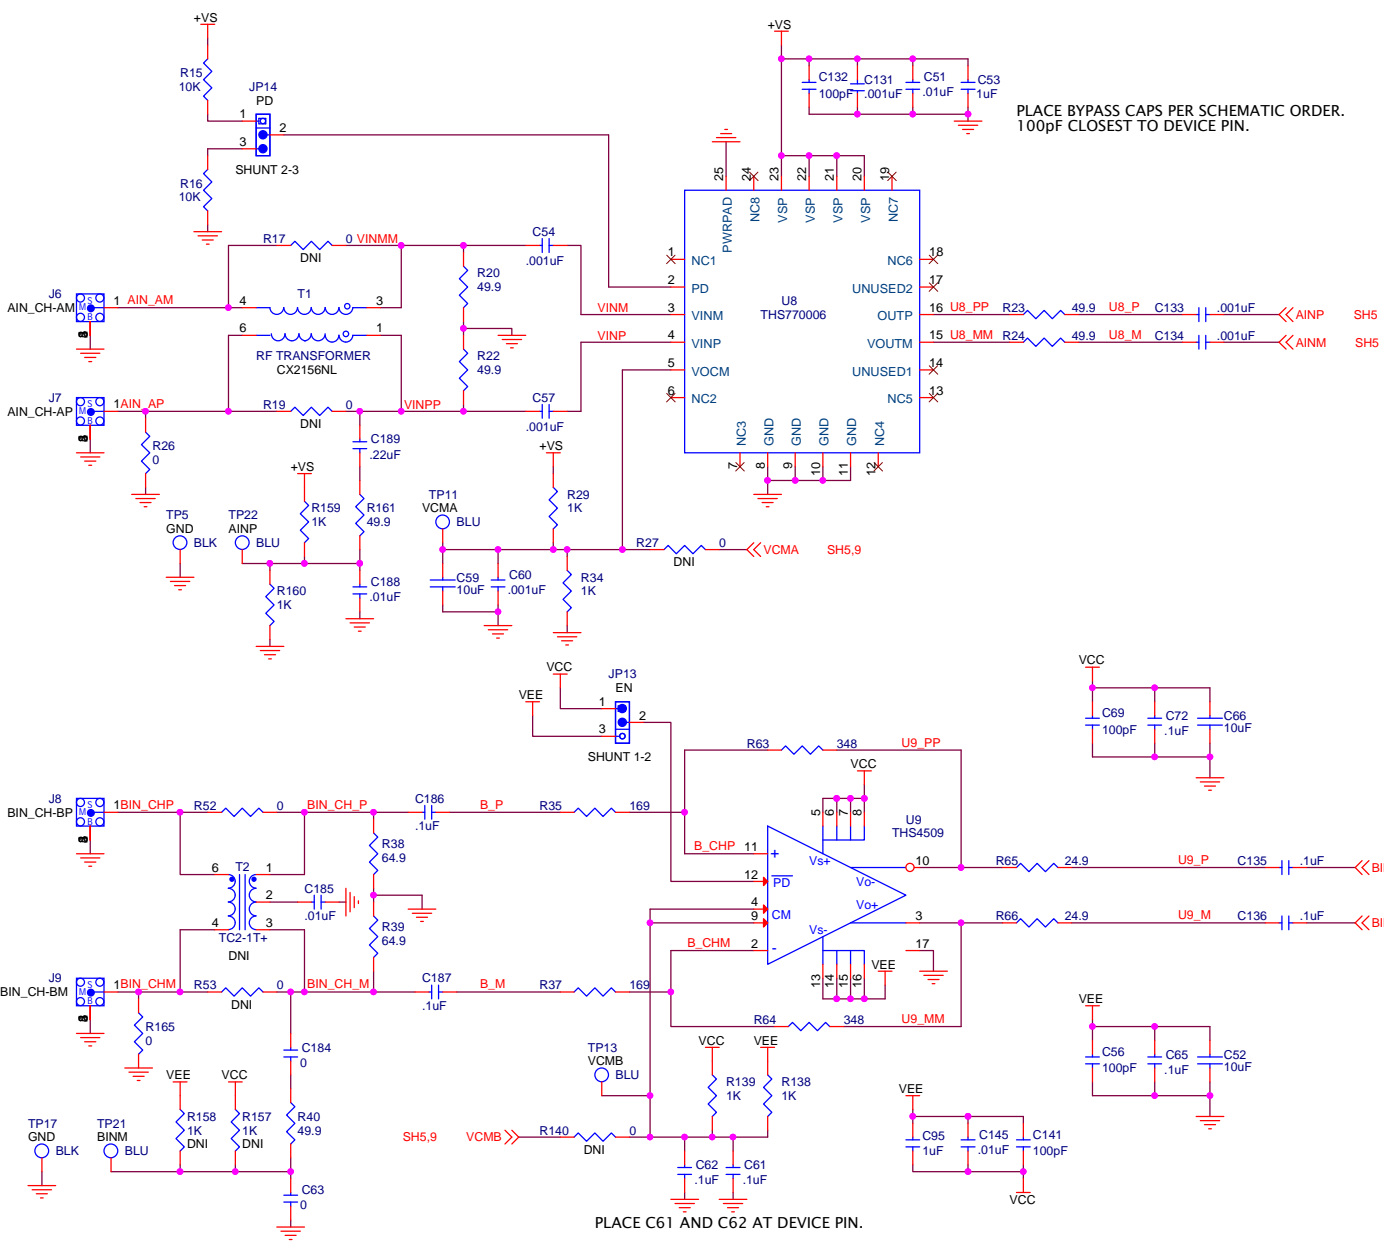 +VS
R15
10K
JP14
PD
1
2
3
SHUNT 2-3
R16
10K
+VS
C132
100pF
C131
.001uF
C51
.01uF
C53
1uF
PLACE BYPASS CAPS PER SCHEMATIC ORDER.
100pF CLOSEST TO DEVICE PIN.
25
24
23
22
21
20
19
PWRPAD
NC8
VSP
VSP
VSP
VSP
NC7
1
NC1
2
PD
3
VINM
4
VINP
5
VOCM
6
NC2
U8
THS770006
NC6
18
UNUSED2
17
OUTP
16
VOUTM
15
UNUSED1
14
NC5
13
NC3
GND
GND
GND
GND
NC4
7
8
9
10
11
12
J6
AIN_CH-AM
S
M
B
1
AIN_AM
R17
0
DNI
VINMM
4
T1
3
6
1
RF TRANSFORMER
CX2156NL
R20
49.9
R22
49.9
C54
.001uF
VINM
VINP
C57
.001uF
J7
AIN_CH-AP
S
M
B
1
AIN_AP
R19
0
DNI
VINPP
R26
0
C189
.22uF
R161
49.9
+VS
R159
1K
TP5
GND
BLK
TP22
AINP
BLU
R160
1K
C188
.01uF
TP11
VCMA
BLU
+VS
R29
1K
C59
10uF
C60
.001uF
R34
1K
R27
0
DNI
VCMA
SH5,9
U8_PP
R23
49.9
U8_P
C133
.001uF
AINP
SH5
U8_MM
R24
49.9
U8_M
C134
.001uF
AINM
SH5
VCC
VEE
JP13
EN
1
2
3
SHUNT 1-2
VCC
C69
100pF
C72
.1uF
C66
10uF
R63
348
U9_PP
VCC
5
6
7
8
U9
THS4509
J8
BIN_CH-BP
S
M
B
1
BIN_CHP
R52
0
BIN_CH_P
C186
.1uF
B_P
R35
169
R38
64.9
R39
64.9
6
T2
1
2
4
3
TC2-1T+
DNI
C185
.01uF
B_CHP
11
+
12
PD
4
9
CM
B_CHM
2
-
Vs+
Vo-
Vo+
Vs-
10
3
17
13
14
15
16
VEE
R65
24.9
U9_P
C135
.1uF
R66
24.9
U9_M
C136
.1uF
J9
BIN_CH-BM
S
M
B
1
BIN_CHM
R53
0
DNI
BIN_CH_M
C187
.1uF
B_M
R37
169
R64
348
U9_MM
R165
0
C184
0
R40
49.9
C63
0
VEE
R158
1K
DNI
VCC
R157
1K
DNI
TP17
GND
BLK
TP21
BINM
BLU
TP13
VCMB
BLU
VCC
R139
1K
VEE
R138
1K
SH5,9
VCMB
R140
0
DNI
C62
.1uF
C61
.1uF
PLACE C61 AND C62 AT DEVICE PIN.
VEE
C56
100pF
C65
.1uF
C52
10uF
VEE
C95
1uF
C145
.01uF
C141
100pF
VCC